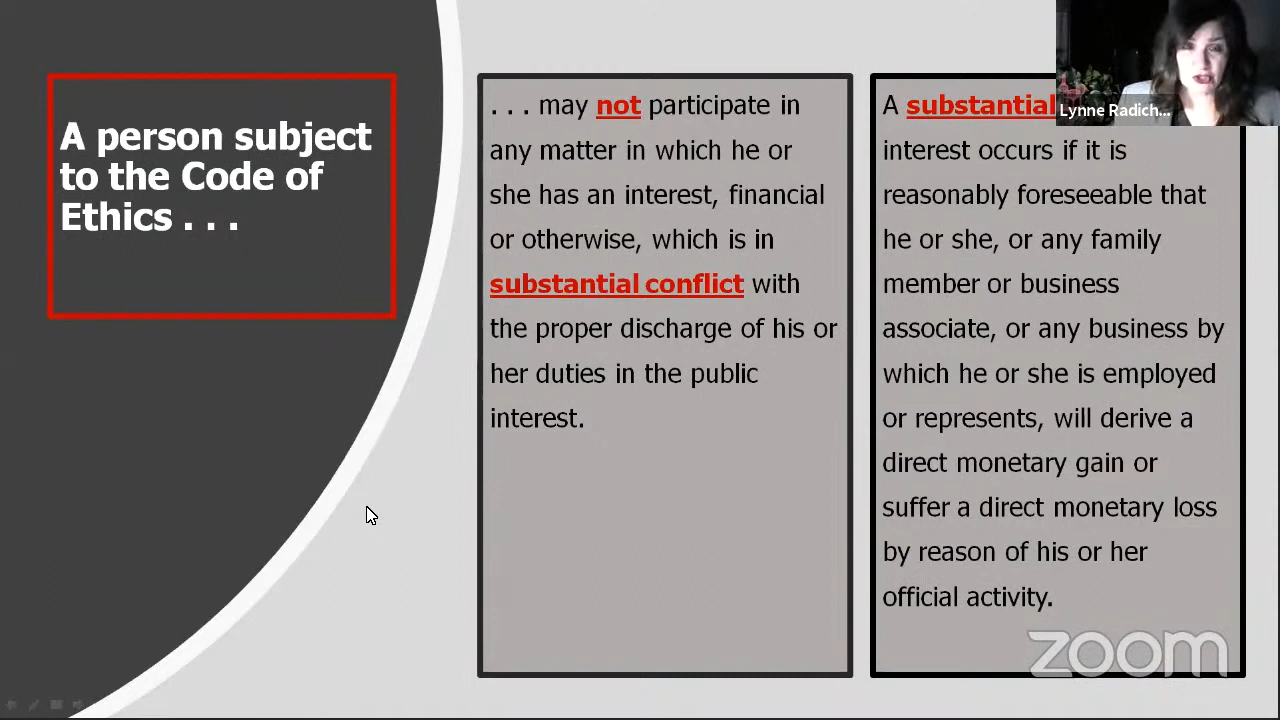 A person subject
to the Code of
Ethics . . .
. . . may not participate in
any matter in which he or
she has an interest, financial
or otherwise, which is in
substantial conflict with
the proper discharge of his or
her duties in the public
interest.
A substantial
interest occurs if it is
reasonably foreseeable that
he or she, or any family
member or business
associate, or any business by
which he or she is employed
or represents, will derive a
direct monetary gain or
suffer a direct monetary loss
by reason of his or her
official activity.
Lynne Radich...
zoom